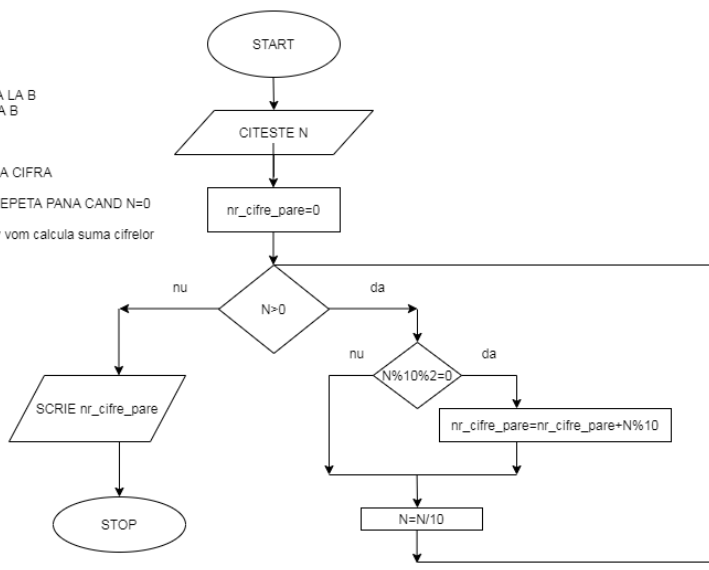 START
A LA B
A B
CITESTE N
A CIFRA
EPETA PANA CAND N=0
nr_cifre_pare=0
vom calcula suma cifrelor
nu
da
N>0
nu
da
N%10%2=0
SCRIE nr_cifre_pare
nr_cifre_pare=nr_cifre_pare+N%10
N=N/10
STOP